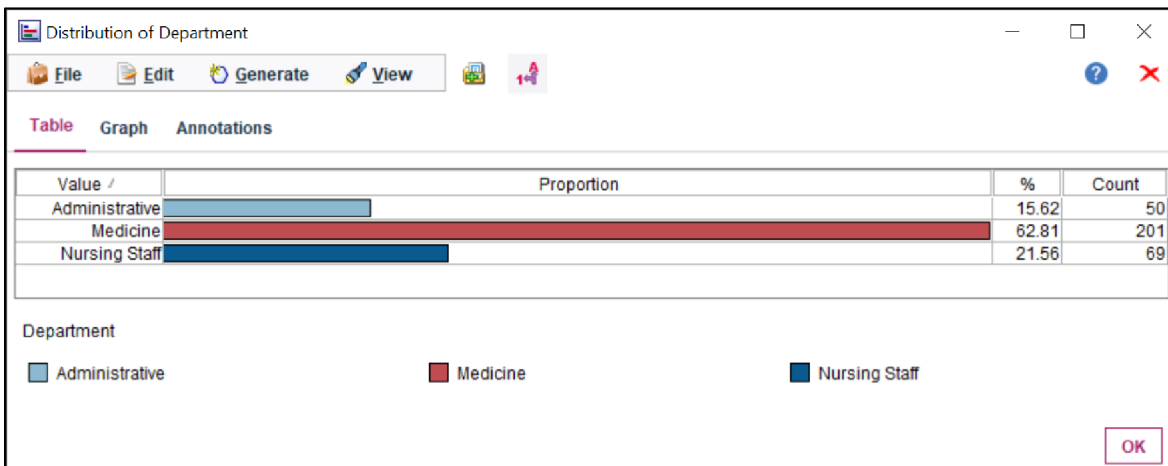 Distribution of Department
File Edit Generate View
Table Graph Annotations
Value Proportion % Count
Administrative 15.62 50
Medicine 62.81 201
Nursing Staff 21.56 69
Department
Administrative Medicine Nursing Staff
OK